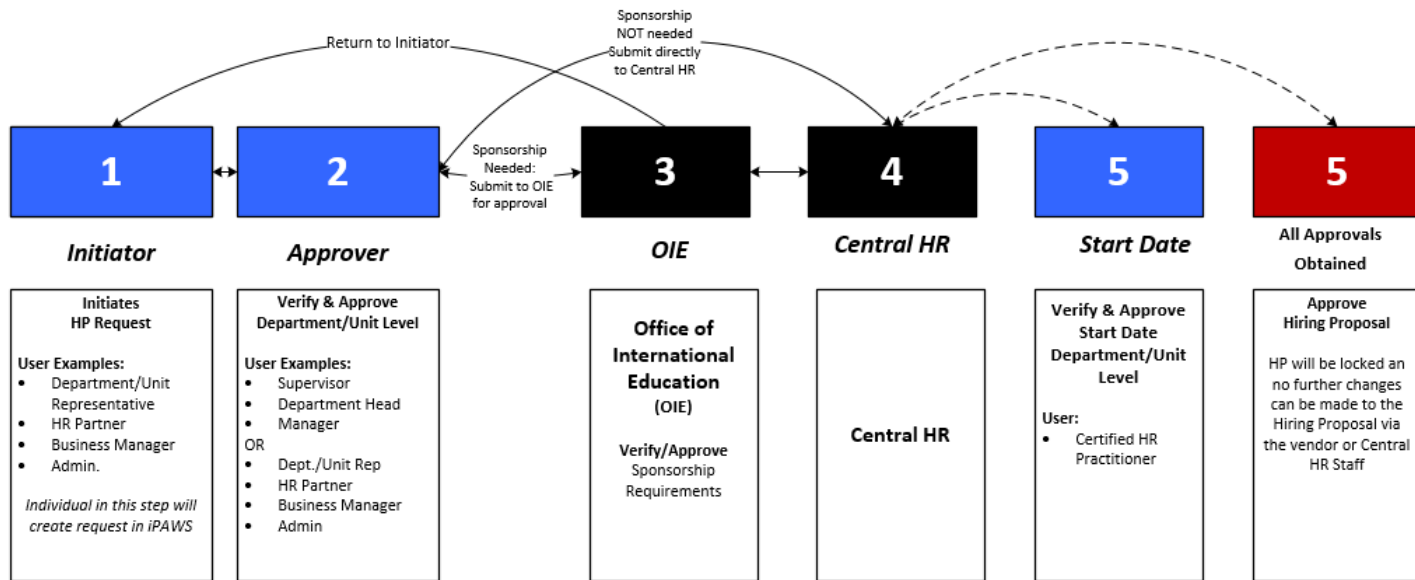 Return to Initiator
Sponsorship
NOT needed
Submit directly
to Central HR
1
2
Sponsorship
Needed:
Submit to OIE
for approval
3
4
5
5
Initiator
Approver
OIE
Central HR
Start Date
All Approvals
Obtained
Initiates
HP Request
User Examples:
• Department/Unit
Representative
• HR Partner
• Business Manager
• Admin.
Individual in this step will
create request in iPAWS
Verify & Approve
Department/Unit Level
User Examples:
• Supervisor
• Department Head
• Manager
OR
• Dept./Unit Rep
• HR Partner
• Business Manager
• Admin
Office of
International
Education
(OIE)
Verify/Approve
Sponsorship
Requirements
Central HR
Verify & Approve
Start Date
Department/Unit
Level
User:
• Certified HR
Practitioner
Approve
Hiring Proposal
HP will be locked an
no further changes
can be made to the
Hiring Proposal via
the vendor or Central
HR Staff